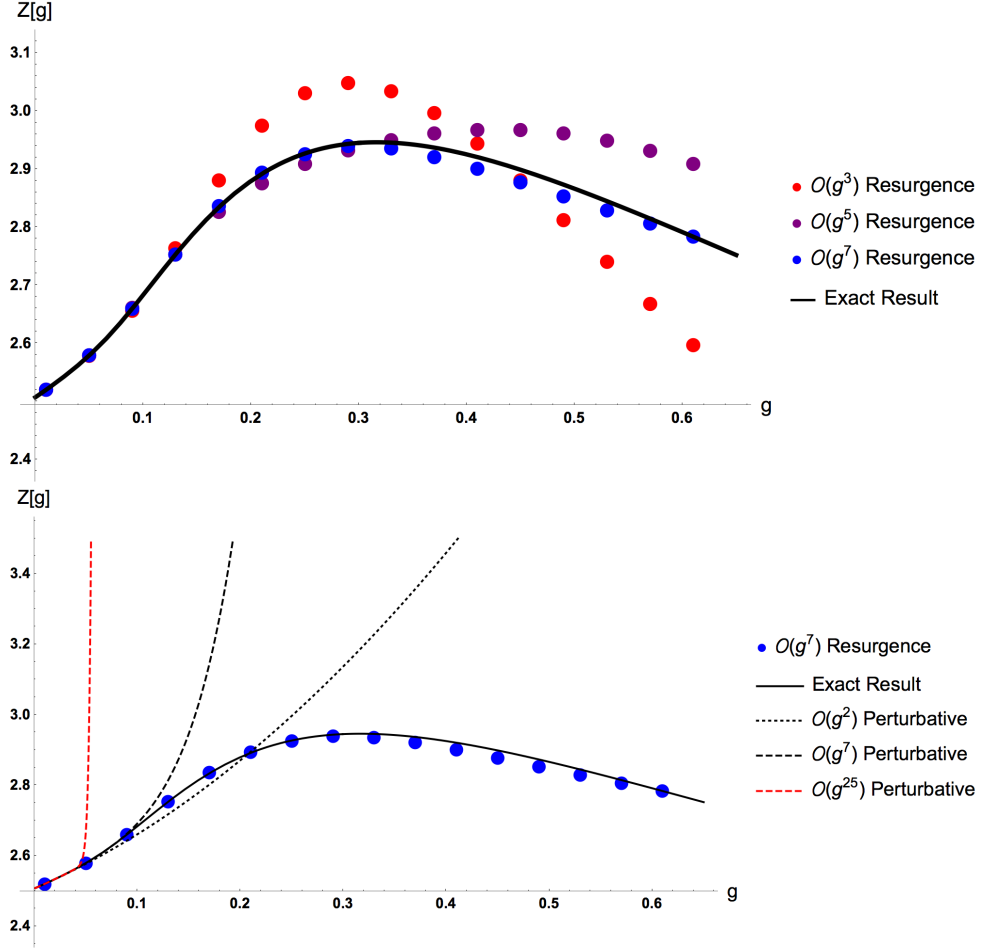 Z[g]
3.1
3.0
2.9
2.8
2.7
2.6
2.4
0.1 0.2 0.3 0.4 0.5 0.6
g
O(g³) Resurgence
O(g⁵) Resurgence
O(g⁷) Resurgence
Exact Result
Z[g]
3.4
3.2
3.0
2.8
2.6
2.4
0.1 0.2 0.3 0.4 0.5 0.6
g
O(g⁷) Resurgence
Exact Result
O(g²) Perturbative
O(g⁷) Perturbative
O(g²⁵) Perturbative